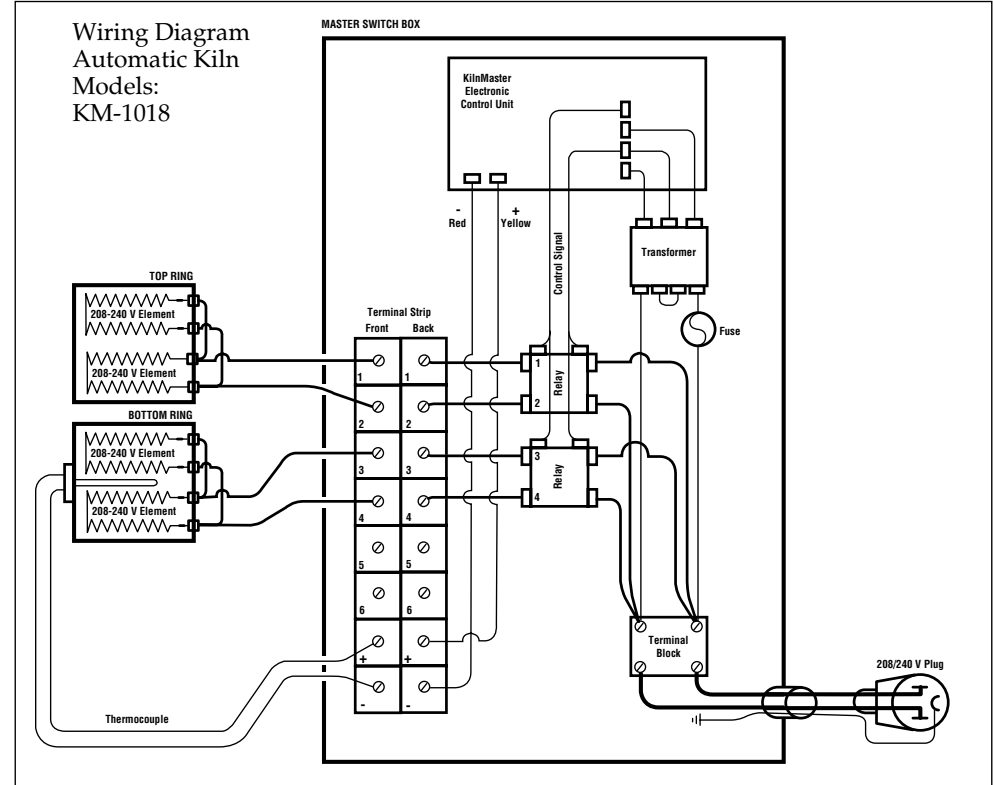 Wiring Diagram
Automatic Kiln
Models:
KM-1018
MASTER SWITCH BOX
KilnMaster
Electronic
Control Unit
-
Red
+
Yellow
Control Signal
Transformer
Fuse
TOP RING
208-240 V Element
208-240 V Element
BOTTOM RING
208-240 V Element
208-240 V Element
Terminal Strip
Front Back
1 1
2 2
3 3
4 4
5 5
6 6
+ +
- -
1
Relay
2
3
Relay
4
Terminal
Block
208/240 V Plug
Thermocouple